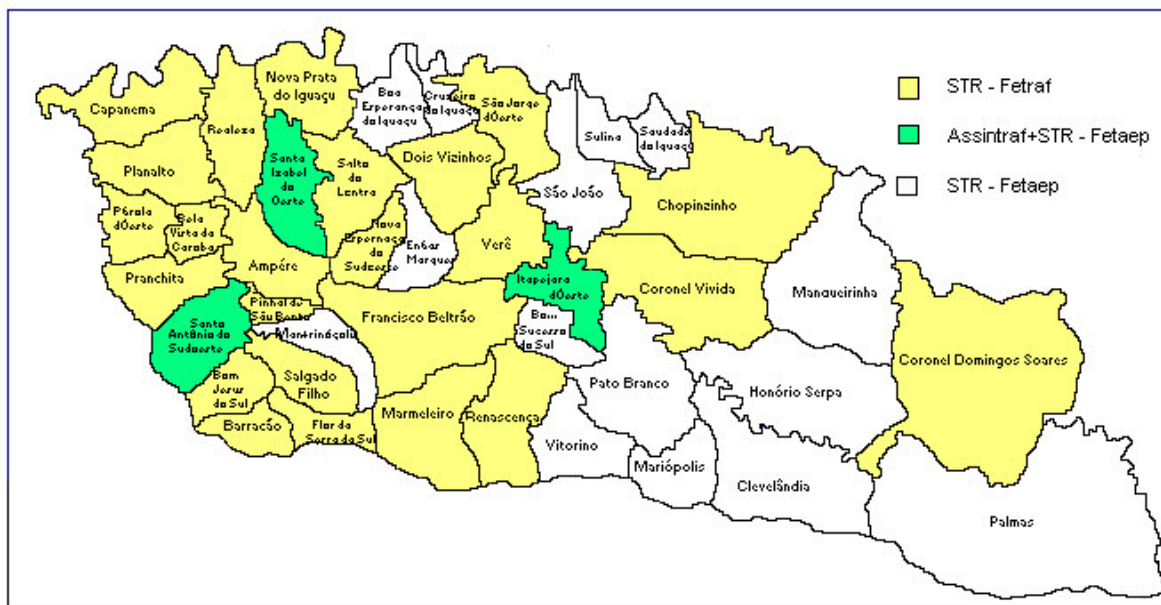 Nova Prata
do Iguaçu
Capanema
Realeza
Boa
Esperança
do Iguaçu
Cruzeiro
do Iguaçu
São Jorge
dOeste
STR - Fetraf
Assintraf+STR - Fetaep
STR - Fetaep
Sulina
Saudade
do Iguaçu
Planalto
Santa
Izabel
do
Oeste
Salto
do
Lontra
Dois Vizinhos
São João
Chopinzinho
Pérola
dOeste
Bela
Vista da
Caroba
Nova
Esperança
do
Sudoeste
Enéas
Marques
Verê
Ampére
Pranchita
Itapejara
dOeste
Coronel Vivida
Mangueirinha
Pinhal de
São Bento
Santo
Antônio do
Sudoeste
Manfrinópolis
Francisco Beltrão
Bom
Sucesso
do Sul
Coronel Domingos Soares
Bom
Jesus
do Sul
Salgado
Filho
Pato Branco
Honório Serpa
Barracão
Flor da
Serra do Sul
Marmeleiro
Renascença
Vitorino
Mariópolis
Clevelândia
Palmas